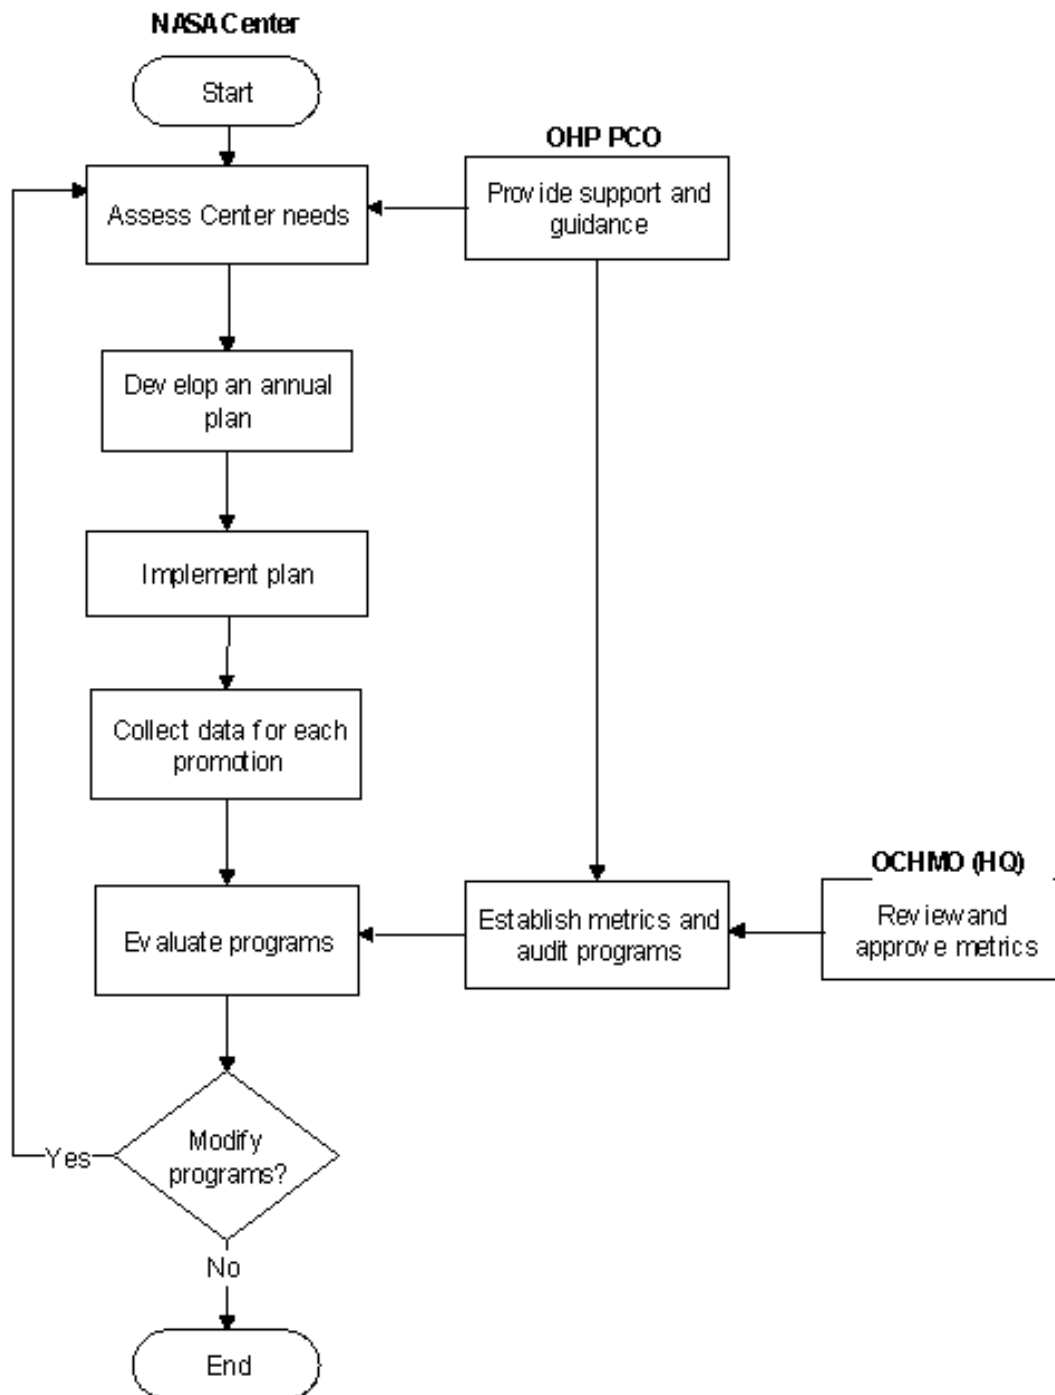 NASA Center
Start
OHP PCO
Provide support and
guidance
Assess Center needs
Develop an annual
plan
Implement plan
Collect data for each
promotion
OCHMO (HQ)
Evaluate programs
Establish metrics and
audit programs
Review and
approve metrics
Modify
programs?
Yes
No
End